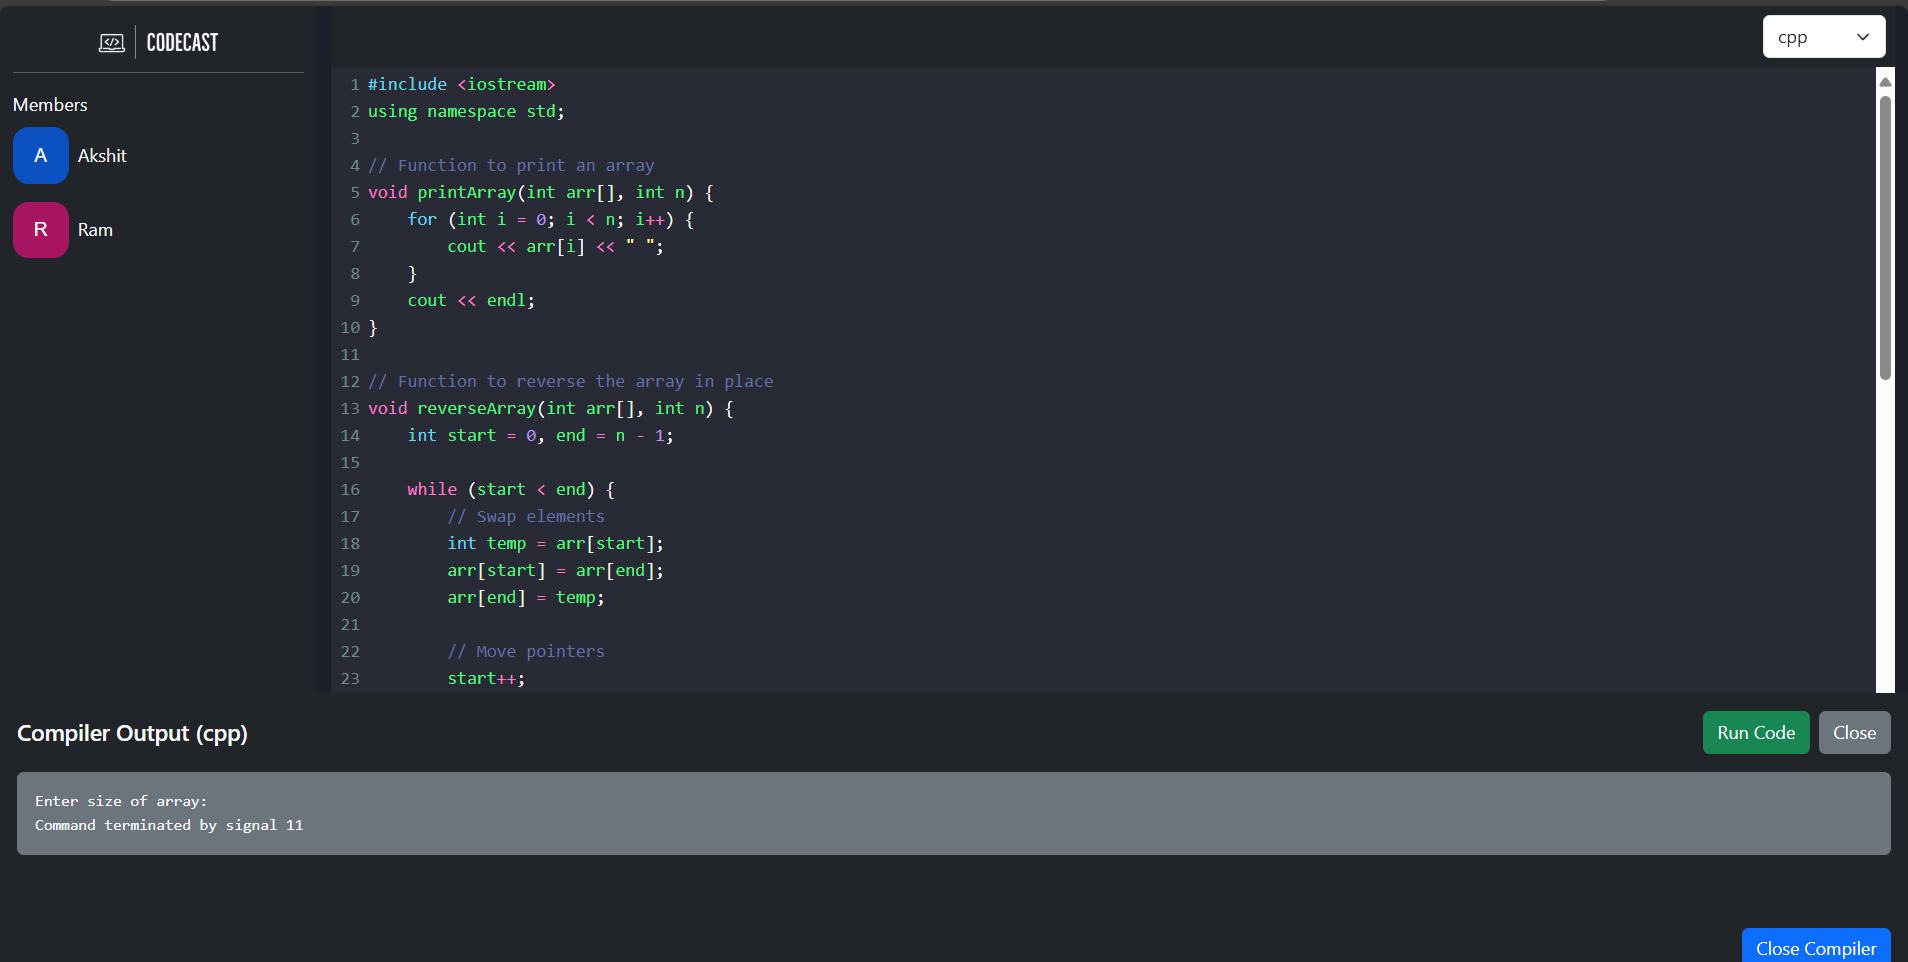 </> CODECAST
cpp
Members
A Akshit
R Ram
1 #include <iostream>
2 using namespace std;
3
4 // Function to print an array
5 void printArray(int arr[], int n) {
6     for (int i = 0; i < n; i++) {
7         cout << arr[i] << " ";
8     }
9     cout << endl;
10 }
11
12 // Function to reverse the array in place
13 void reverseArray(int arr[], int n) {
14     int start = 0, end = n - 1;
15
16     while (start < end) {
17         // Swap elements
18         int temp = arr[start];
19         arr[start] = arr[end];
20         arr[end] = temp;
21
22         // Move pointers
23         start++;
Compiler Output (cpp)
Run Code
Close
Enter size of array:
Command terminated by signal 11
Close Compiler